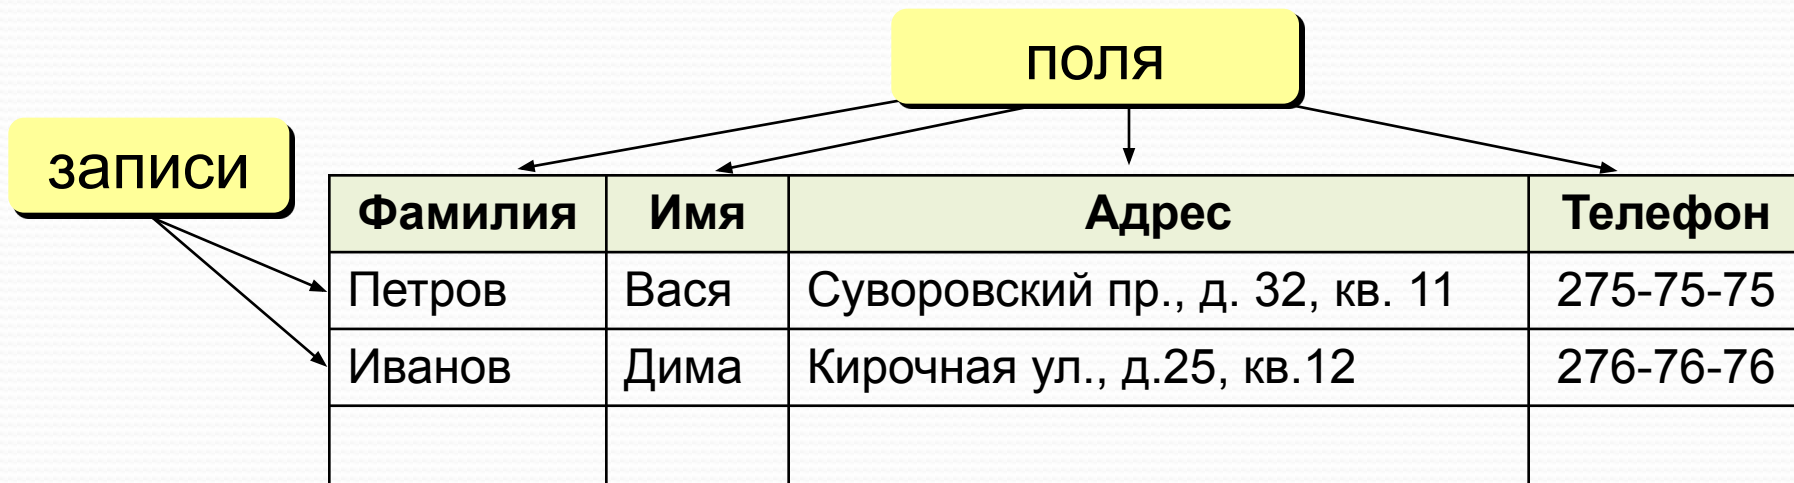 поля
записи
Фамилия Имя Адрес Телефон
Петров Вася Суворовский пр., д. 32, кв. 11 275-75-75
Иванов Дима Кирочная ул., д.25, кв.12 276-76-76